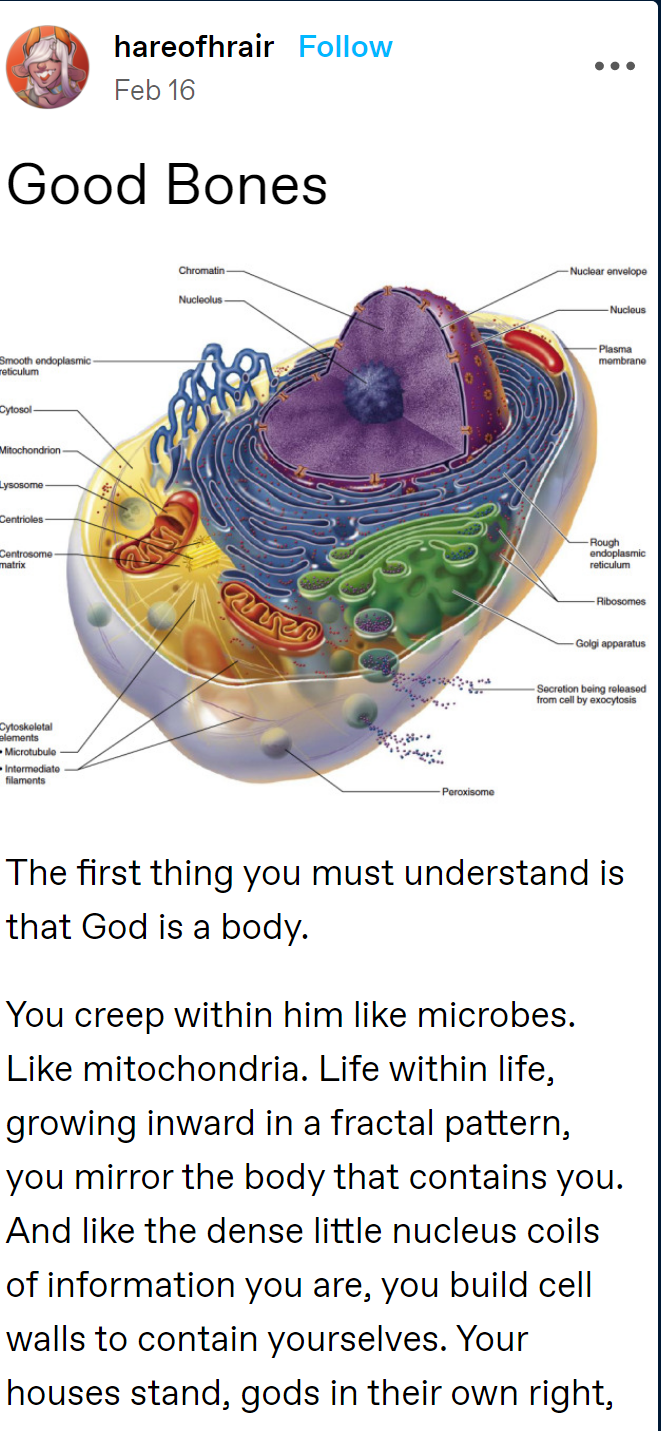 hareofhrair Follow
Feb 16
Good Bones
Chromatin
Nuclear envelope
Nucleolus
Nucleus
Plasma
membrane
Smooth endoplasmic
reticulum
Cytosol
Mitochondrion
Lysosome
Centrioles
Centrosome
matrix
Rough
endoplasmic
reticulum
Ribosomes
Golgi apparatus
Secretion being released
from cell by exocytosis
Cytoskeletal
elements
• Microtubule
• Intermediate
filaments
Peroxisome
The first thing you must understand is
that God is a body.
You creep within him like microbes.
Like mitochondria. Life within life,
growing inward in a fractal pattern,
you mirror the body that contains you.
And like the dense little nucleus coils
of information you are, you build cell
walls to contain yourselves. Your
houses stand, gods in their own right,